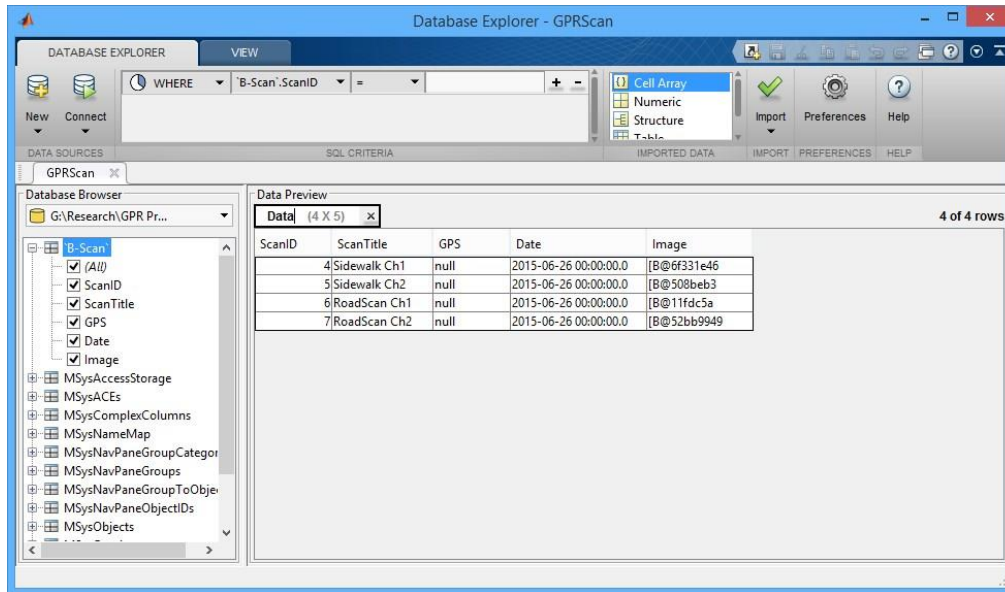 Database Explorer - GPRScan
DATABASE EXPLORER VIEW
WHERE `B-Scan`.ScanID = + -
New Connect
Cell Array
Numeric
Structure
Table
Import Preferences Help
DATA SOURCES SQL CRITERIA IMPORTED DATA IMPORT PREFERENCES HELP
GPRScan
Database Browser
G:\Research\GPR Pr...
`B-Scan`
(All)
ScanID
ScanTitle
GPS
Date
Image
MSysAccessStorage
MSysACEs
MSysComplexColumns
MSysNameMap
MSysNavPaneGroupCategor
MSysNavPaneGroups
MSysNavPaneGroupToObje
MSysNavPaneObjectIDs
MSysObjects
Data Preview
Data (4 X 5) x 4 of 4 rows
ScanID ScanTitle GPS Date Image
4 Sidewalk Ch1 null 2015-06-26 00:00:00.0 [B@6f331e46
5 Sidewalk Ch2 null 2015-06-26 00:00:00.0 [B@508beb3
6 RoadScan Ch1 null 2015-06-26 00:00:00.0 [B@11fdc5a
7 RoadScan Ch2 null 2015-06-26 00:00:00.0 [B@52bb9949